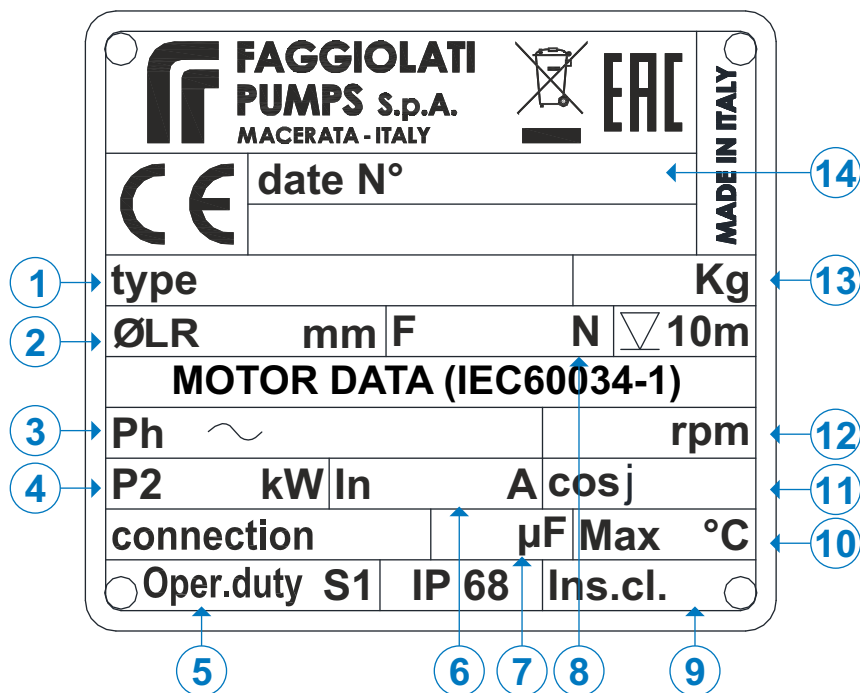 FAGGIOLATI
PUMPS S.p.A.
MACERATA - ITALY
EAC
MADE IN ITALY
CE
date N°
14
1
type
Kg
13
2
ØLR mm
F N
10m
MOTOR DATA (IEC60034-1)
3
Ph ~
rpm
12
4
P2 kW
In A
cosj
11
connection
µF
Max °C
10
Oper.duty S1
IP 68
Ins.cl.
5
6
7
8
9